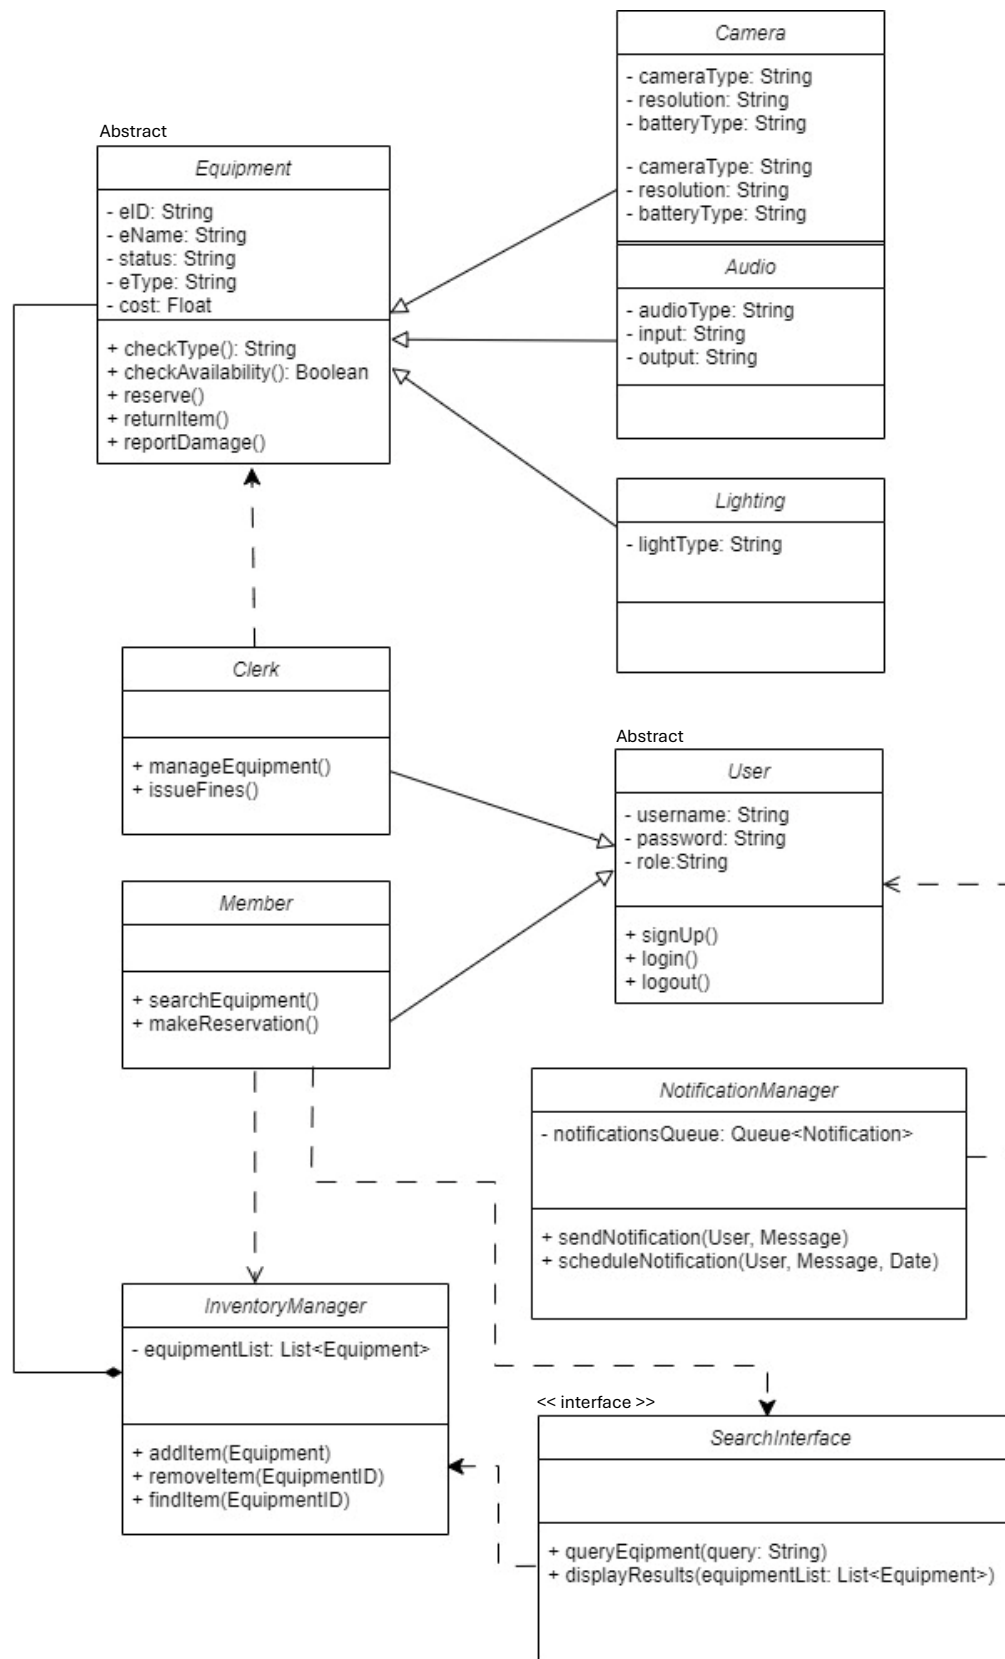 Camera
- cameraType: String
- resolution: String
- batteryType: String
- cameraType: String
- resolution: String
- batteryType: String
Abstract
Equipment
- eID: String
- eName: String
- status: String
- eType: String
- cost: Float
+ checkType(): String
+ checkAvailability(): Boolean
+ reserve()
+ returnItem()
+ reportDamage()
Audio
- audioType: String
- input: String
- output: String
Lighting
- lightType: String
Clerk
+ manageEquipment()
+ issueFines()
Abstract
User
- username: String
- password: String
- role:String
+ signUp()
+ login()
+ logout()
Member
+ searchEquipment()
+ makeReservation()
NotificationManager
- notificationsQueue: Queue<Notification>
+ sendNotification(User, Message)
+ scheduleNotification(User, Message, Date)
InventoryManager
- equipmentList: List<Equipment>
+ addItem(Equipment)
+ removeItem(EquipmentID)
+ findItem(EquipmentID)
<< interface >>
SearchInterface
+ queryEqipment(query: String)
+ displayResults(equipmentList: List<Equipment>)